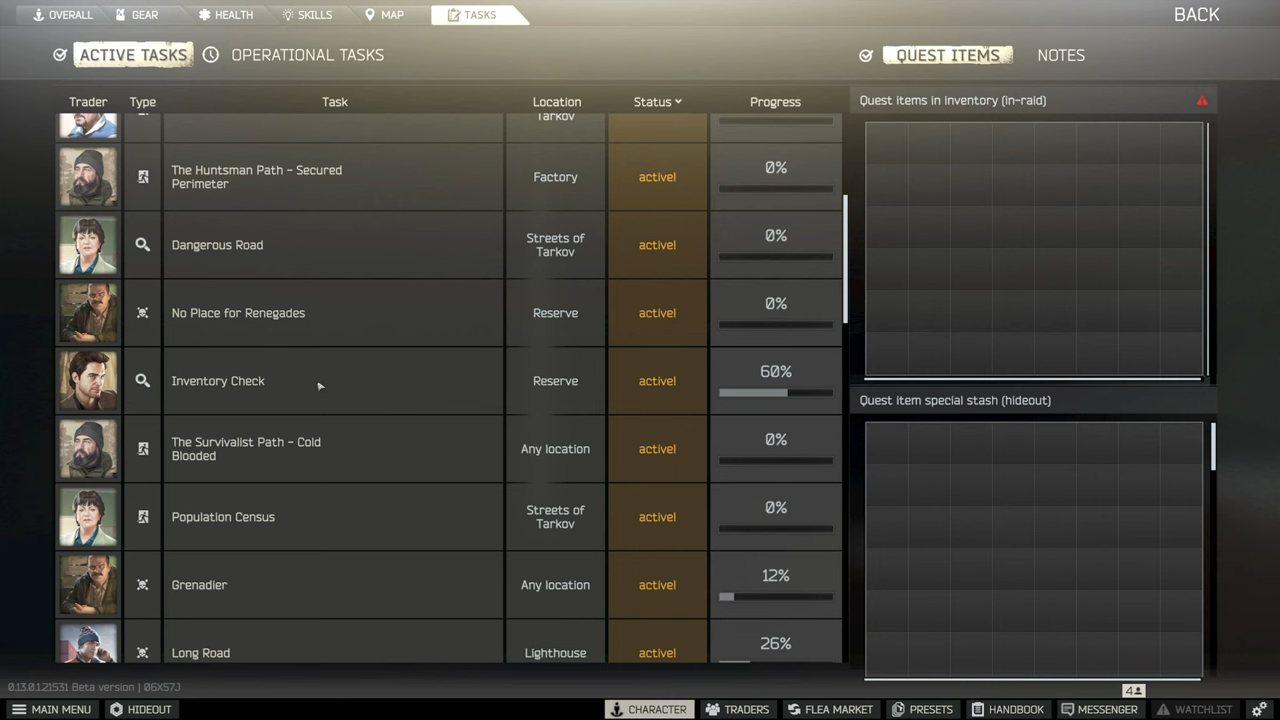 OVERALL GEAR HEALTH SKILLS MAP TASKS BACK
ACTIVE TASKS OPERATIONAL TASKS QUEST ITEMS NOTES
Trader Type Task Location Status Progress
Quest items in inventory (in-raid)
Tarkov
The Huntsman Path - Secured
Perimeter
Factory
active!
0%
Dangerous Road
Streets of
Tarkov
active!
0%
No Place for Renegades
Reserve
active!
0%
Inventory Check
Reserve
active!
60%
Quest item special stash (hideout)
The Survivalist Path - Cold
Blooded
Any location
active!
0%
Population Census
Streets of
Tarkov
active!
0%
Grenadier
Any location
active!
12%
Long Road
Lighthouse
active!
26%
0.13.0.1.21531 Beta version | 06X57J
4
MAIN MENU HIDEOUT CHARACTER TRADERS FLEA MARKET PRESETS HANDBOOK MESSENGER WATCHLIST